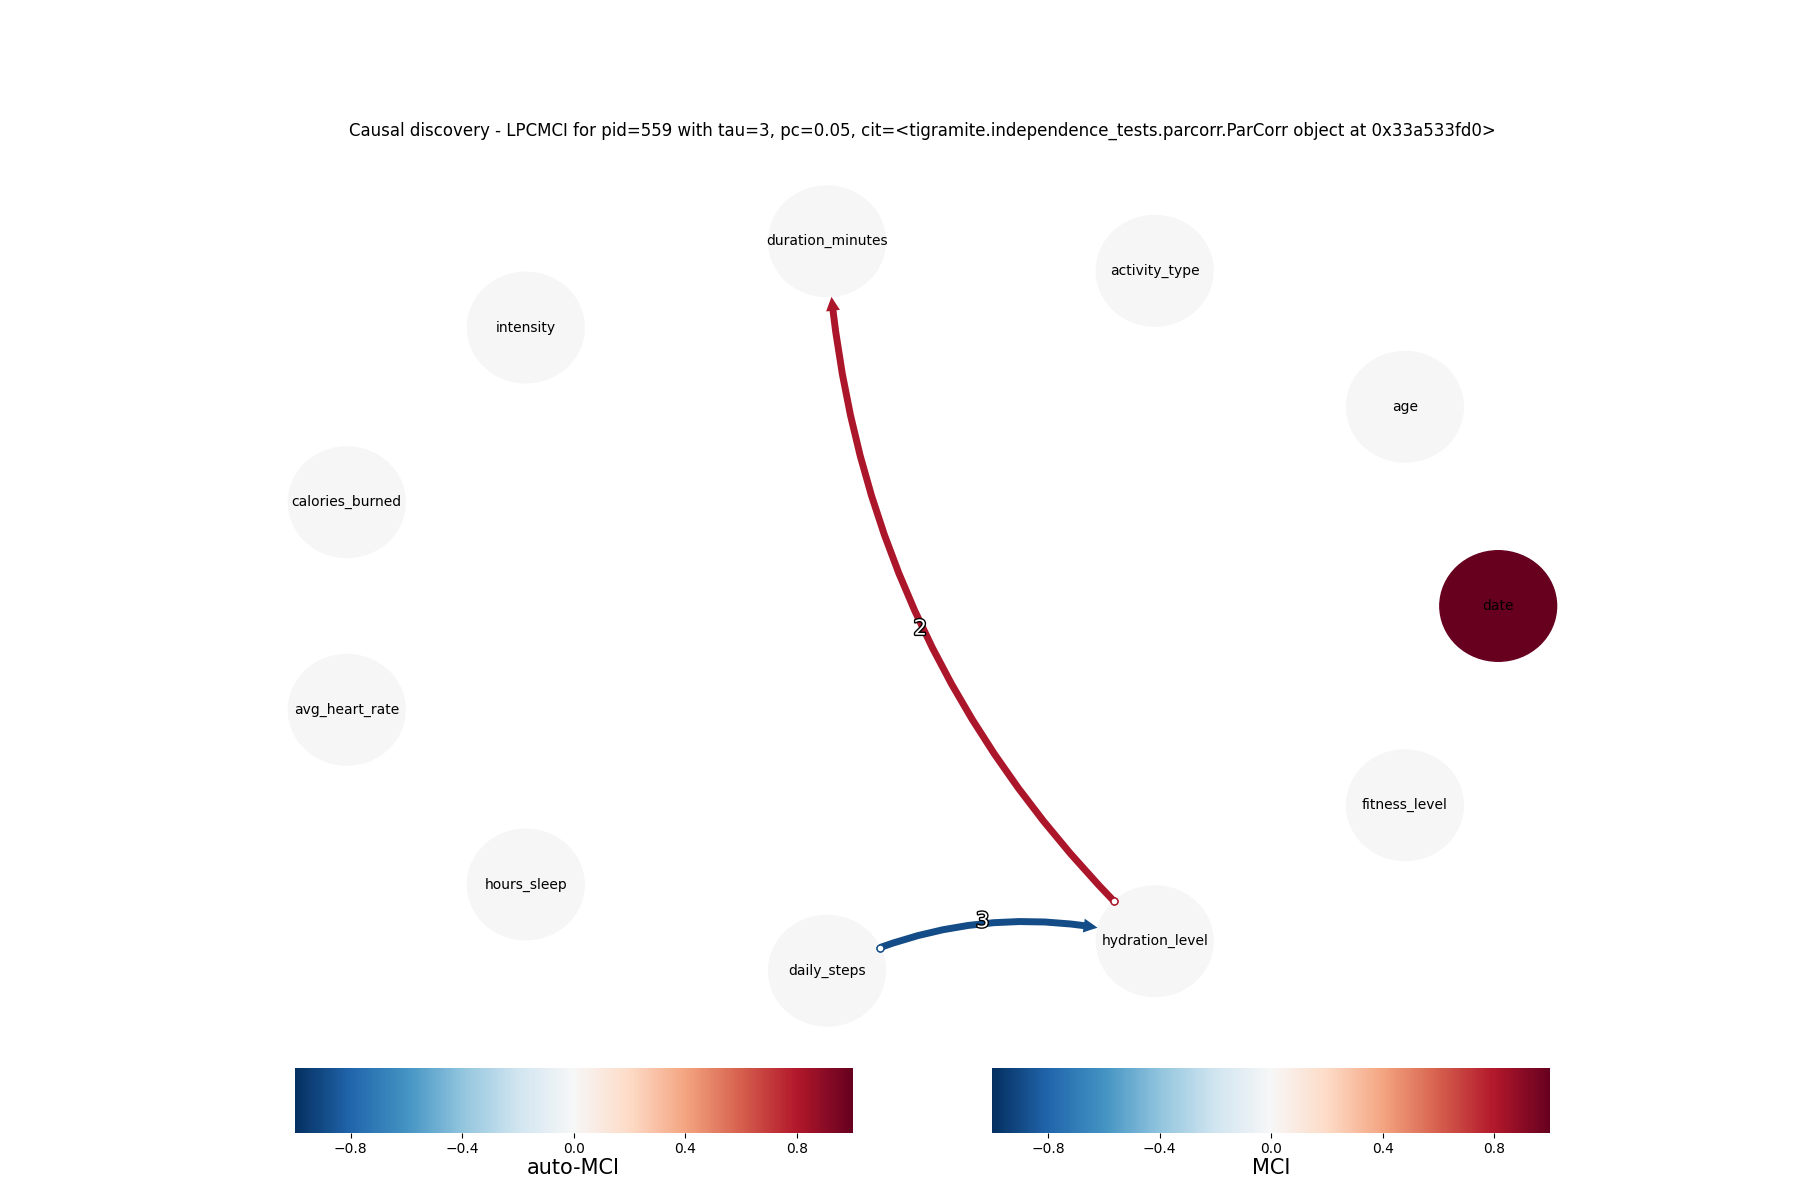 Causal discovery - LPCMCI for pid=559 with tau=3, pc=0.05, cit=<tigramite.independence_tests.parcorr.ParCorr object at 0x33a533fd0>
duration_minutes
activity_type
intensity
age
calories_burned
date
2
avg_heart_rate
fitness_level
hours_sleep
3
hydration_level
daily_steps
−0.8 −0.4 0.0 0.4 0.8
auto-MCI
−0.8 −0.4 0.0 0.4 0.8
MCI